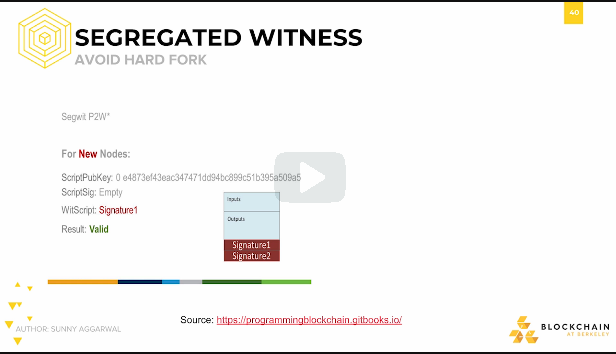 40
SEGREGATED WITNESS
AVOID HARD FORK
Segwit P2W*
For New Nodes:
ScriptPubKey: 0 e4873ef43eac347471dd94bc899c51b395a509a5
ScriptSig: Empty
WitScript: Signature1
Result: Valid
Inputs
Outputs
Signature1
Signature2
Source: https://programmingblockchain.gitbooks.io/
AUTHOR: SUNNY AGGARWAL
BLOCKCHAIN
AT BERKELEY